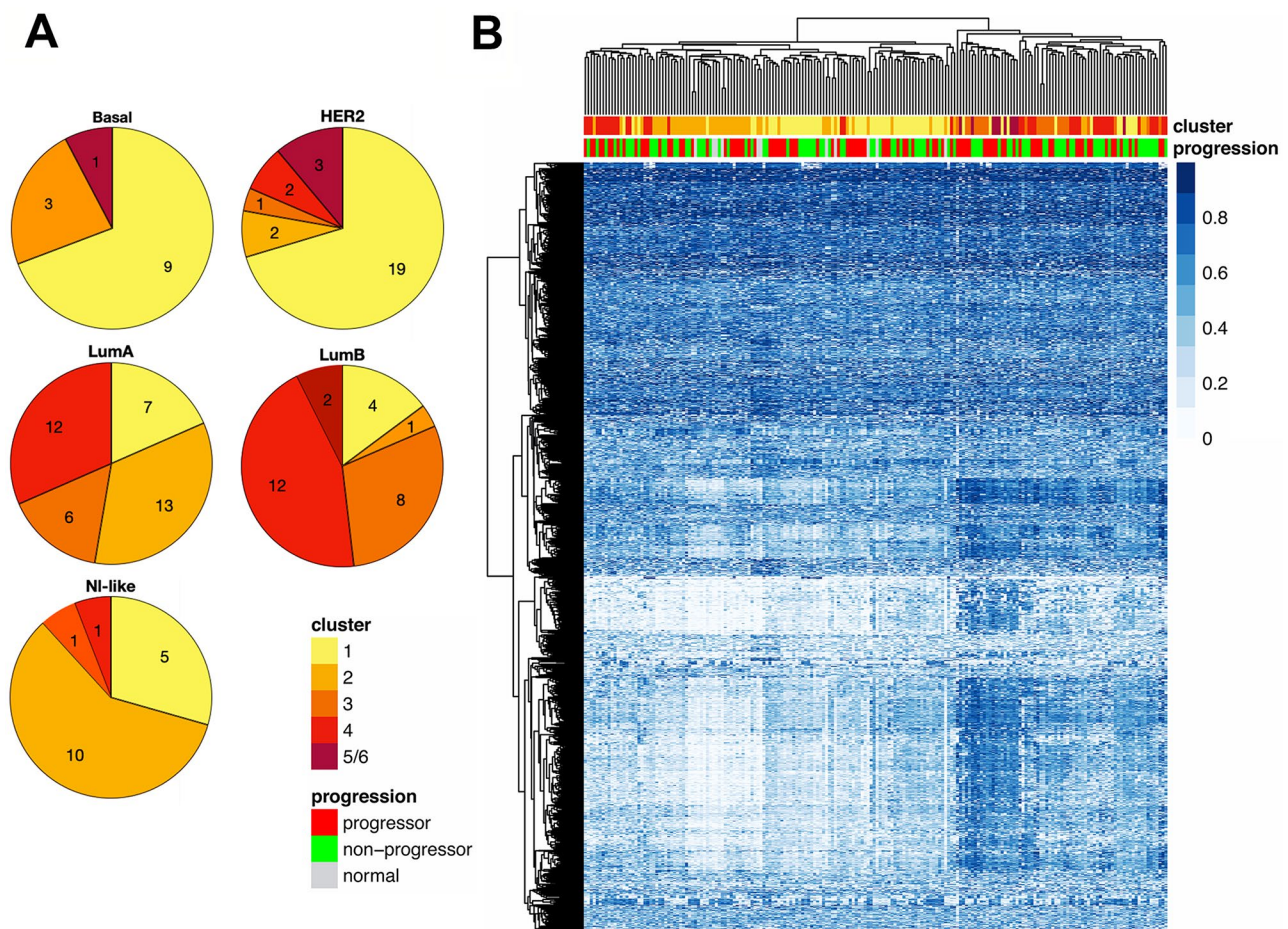 A
B
Basal
1
3
9
HER2
3
2
1
2
19
LumA
7
12
6
13
LumB
2
4
1
12
8
Nl-like
1
1
5
10
cluster
1
2
3
4
5/6
progression
progressor
non–progressor
normal
cluster
progression
0.8
0.6
0.4
0.2
0